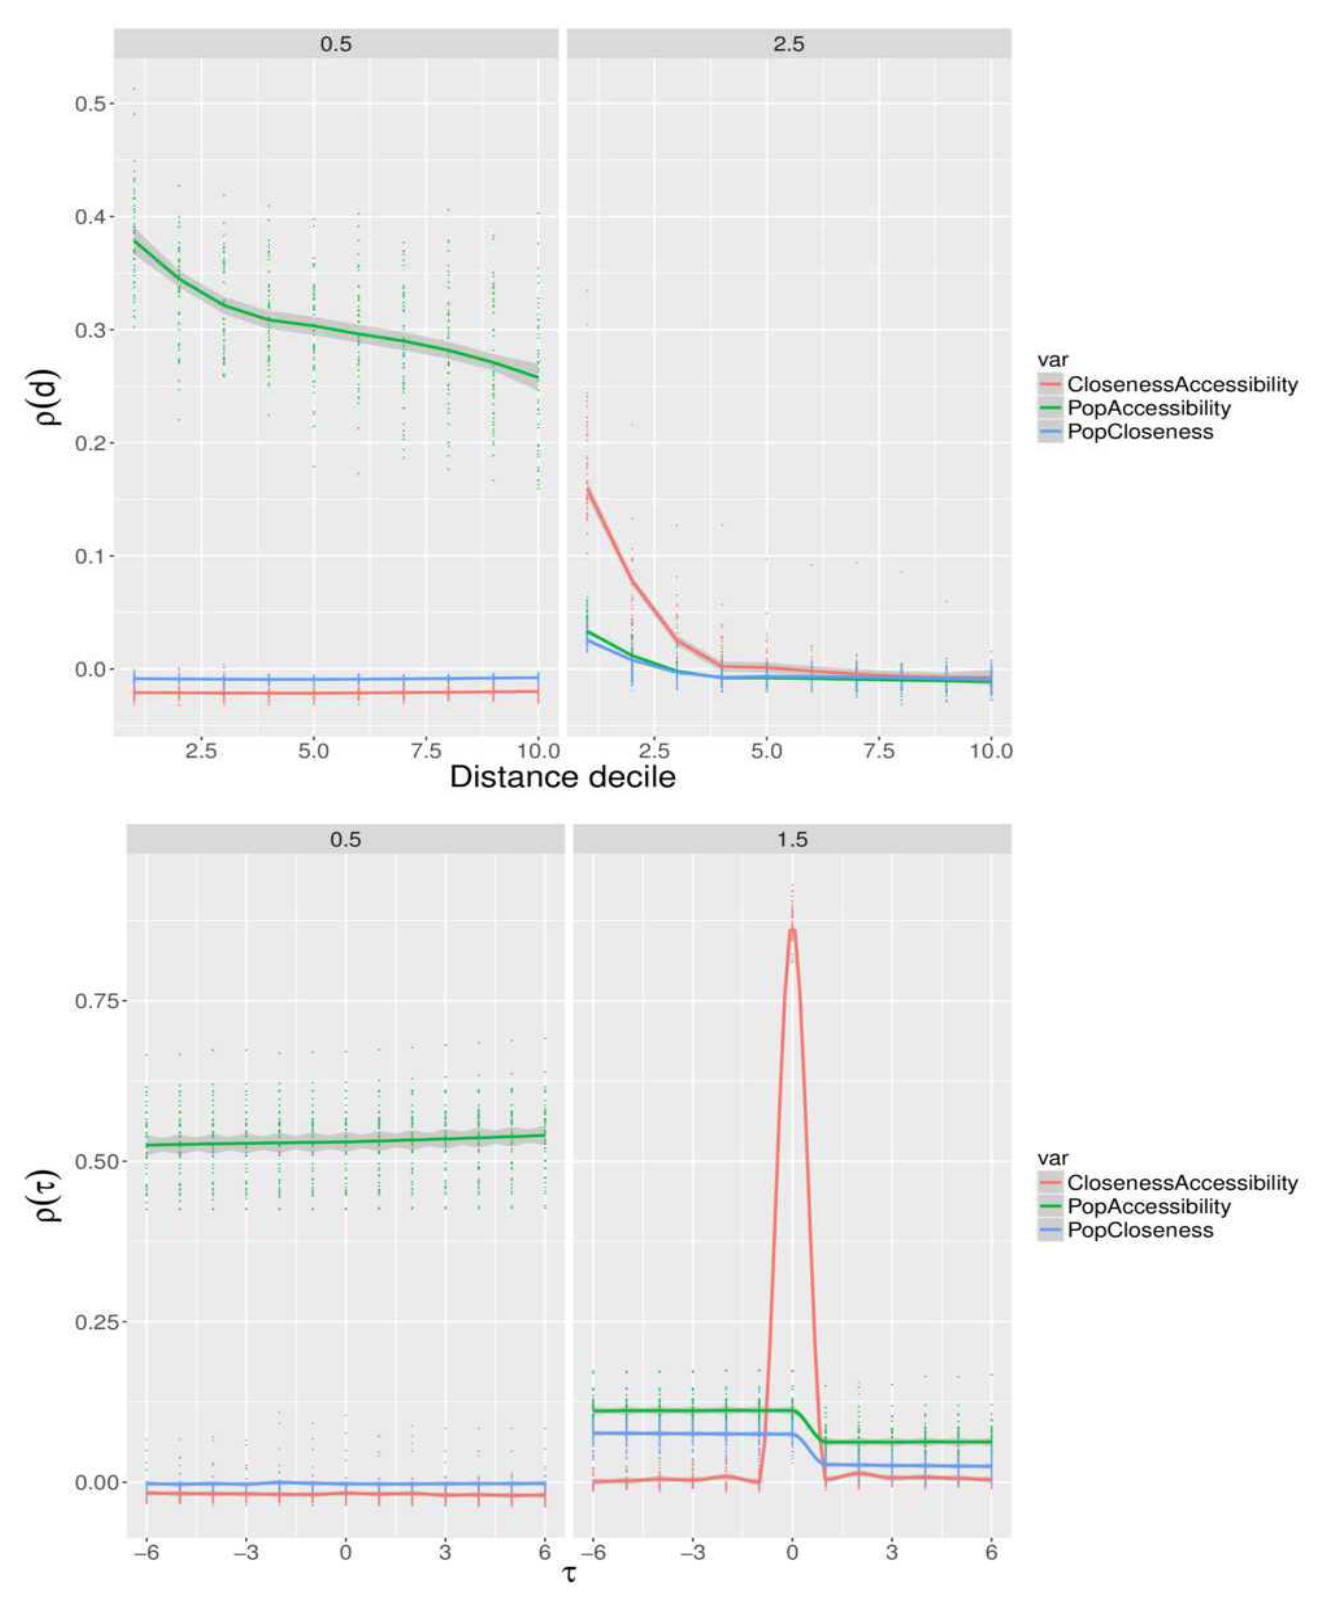 0.5
2.5
0.5
0.4
0.3
0.2
0.1
0.0
ρ(d)
2.5 5.0 7.5 10.0
2.5 5.0 7.5 10.0
Distance decile
var
ClosenessAccessibility
PopAccessibility
PopCloseness
0.5
1.5
0.75
0.50
0.25
0.00
ρ(τ)
−6 −3 0 3 6
−6 −3 0 3 6
τ
var
ClosenessAccessibility
PopAccessibility
PopCloseness